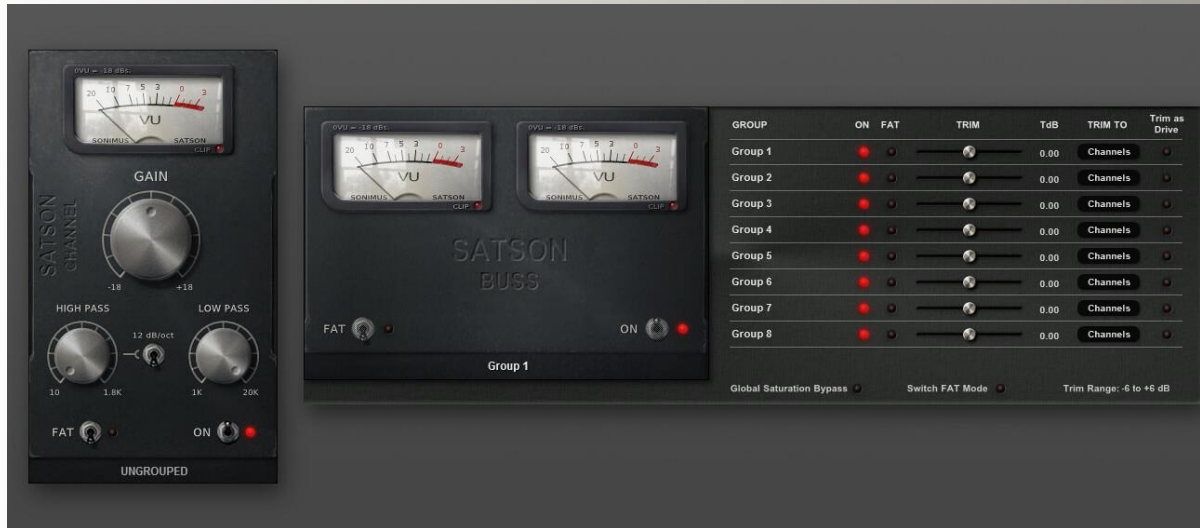 0VU = -18 dBs.
20 10 7 5 3 0 3
VU
SONIMUS SATSON
CLIP
GAIN
SATSON
CHANNEL
-18 +18
HIGH PASS LOW PASS
12 dB/oct
10 1.8K 1K 20K
FAT ON
UNGROUPED
0VU = -18 dBs. 0VU = -18 dBs.
20 10 7 5 3 0 3 20 10 7 5 3 0 3
VU VU
SONIMUS SATSON SONIMUS SATSON
CLIP CLIP
SATSON
BUSS
FAT ON
Group 1
GROUP ON FAT TRIM TdB TRIM TO Trim as
Drive
Group 1 0.00 Channels
Group 2 0.00 Channels
Group 3 0.00 Channels
Group 4 0.00 Channels
Group 5 0.00 Channels
Group 6 0.00 Channels
Group 7 0.00 Channels
Group 8 0.00 Channels
Global Saturation Bypass Switch FAT Mode Trim Range: -6 to +6 dB